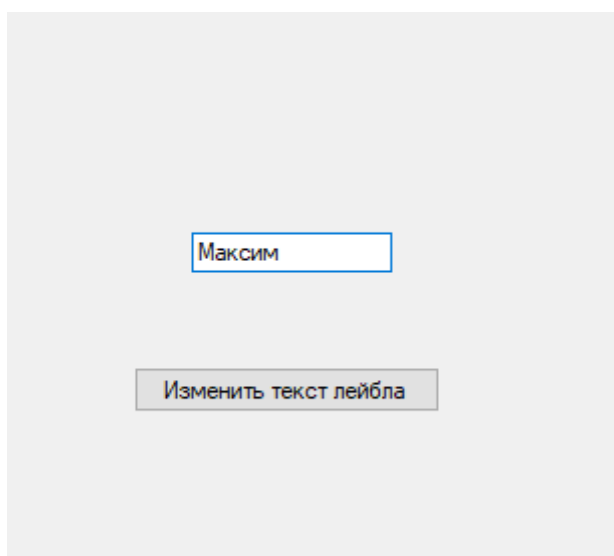 Максим
Изменить текст лейбла